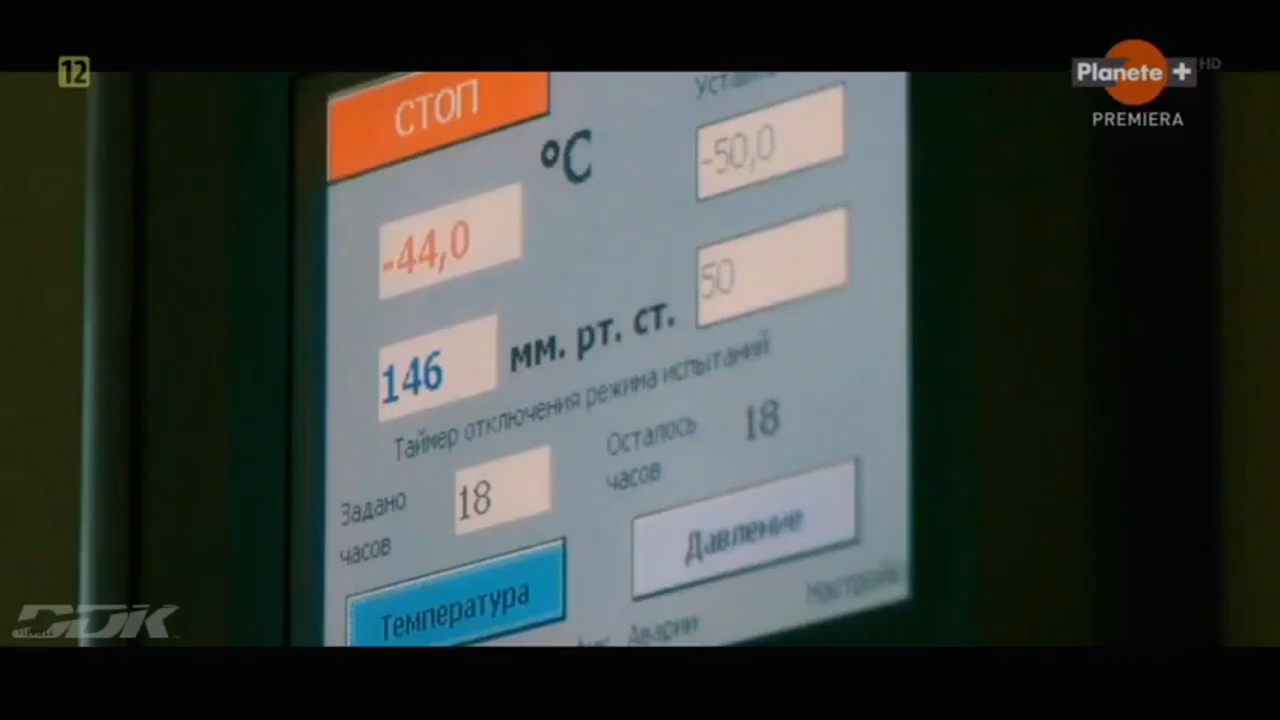 12
Planete + HD
PREMIERA
СТОП
°C
-50,0
-44,0
50
146 мм. рт. ст.
Таймер отключения режима испытаний
Задано
часов
18
Осталось
часов
18
Температура
Давление
Аварии
DDK